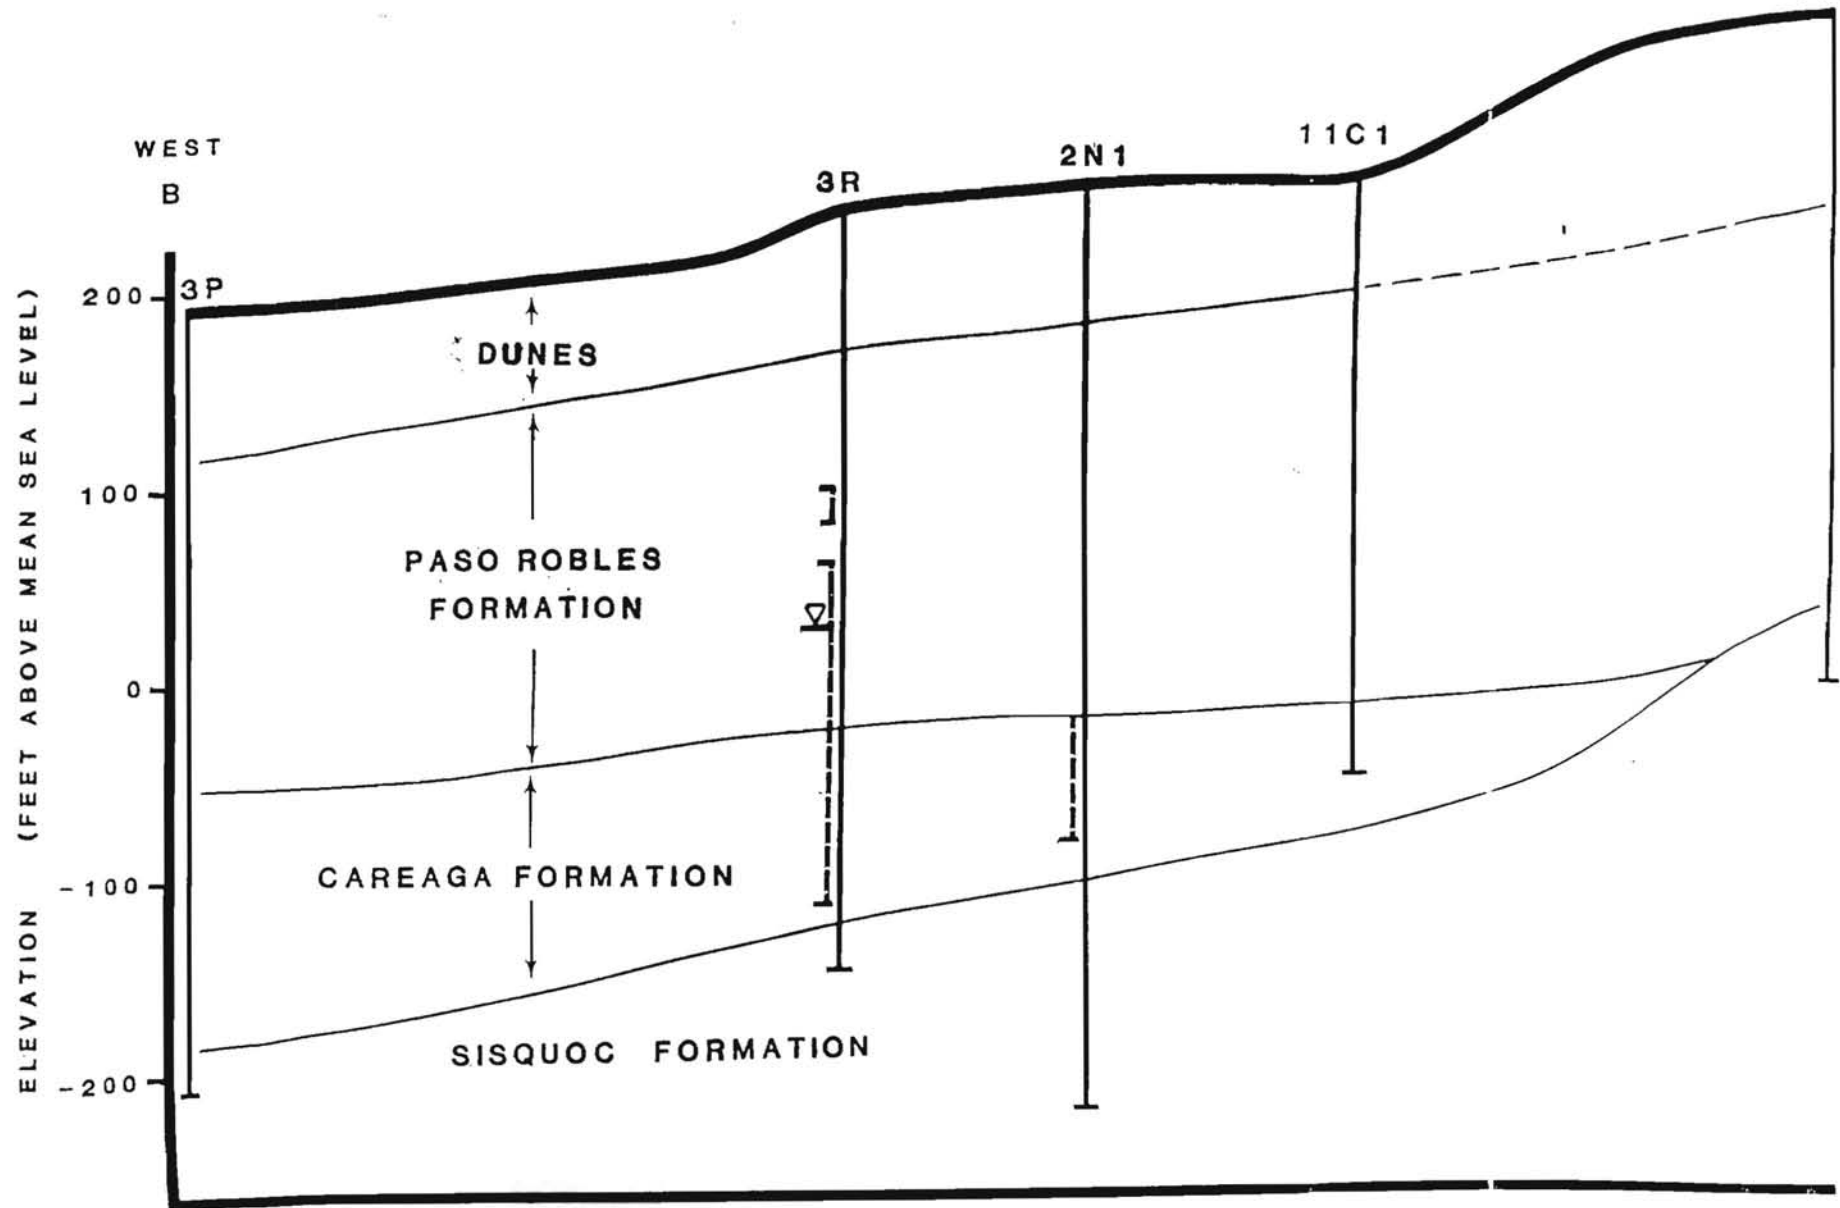 WEST
B
3P
3R
2N1
11C1
200
100
0
-100
-200
ELEVATION (FEET ABOVE MEAN SEA LEVEL)
DUNES
PASO ROBLES
FORMATION
CAREAGA FORMATION
SISQUOC FORMATION